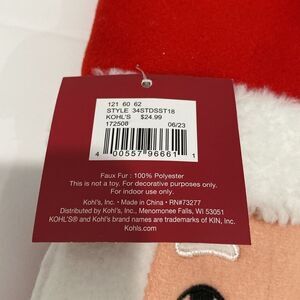 121 60 62
STYLE 34STDSST18
KOHL'S $24.99
172508 06/23
4 00557 96661 1
Faux Fur : 100% Polyester
This is not a toy. For decorative purposes only.
For indoor use only.
Kohl's, Inc. • Made in China • RN#73277
Distributed by Kohl's, Inc., Menomonee Falls, WI 53051
KOHL'S® and Kohl's brand names are trademarks of KIN, Inc.
Kohls.com